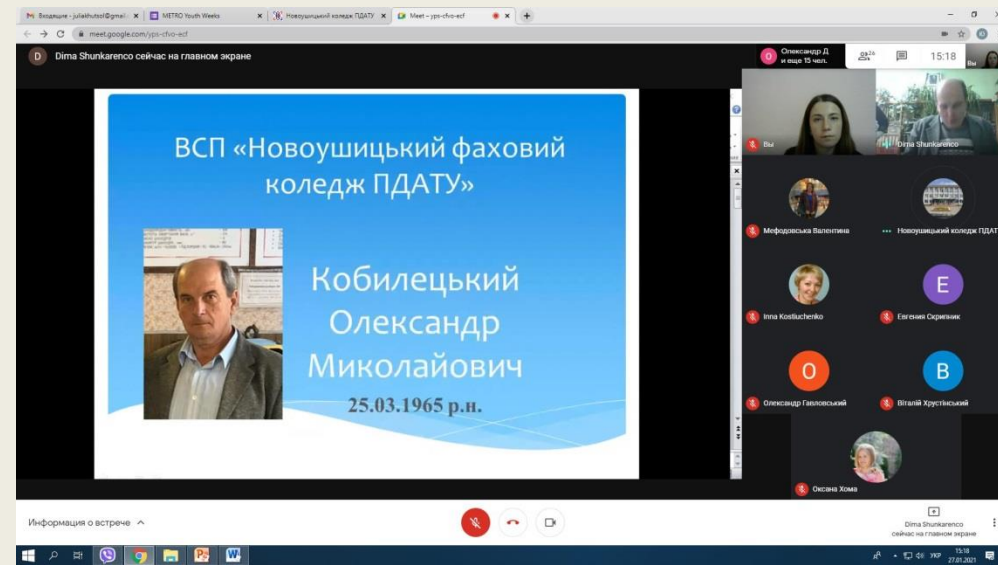 Входящие - juliakhutsol@gmail.
METRO Youth Weeks
Новоушицький коледж ПДАТУ
Meet – yps-cfvo-ecf
meet.google.com/yps-cfvo-ecf
D Dima Shunkarenco сейчас на главном экране
О Олександр Д
и еще 15 чел.
24
15:18
Вы
ВСП «Новоушицький фаховий
коледж ПДАТУ»
Кобилецький
Олександр
Миколайович
25.03.1965 р.н.
Вы
Dima Shunkarenco
Мефодовська Валентина
Новоушицький коледж ПДАТ
Inna Kostiuchenko
Е
Евгения Скрипник
О
Олександр Гавловський
В
Віталій Хрустінський
Оксана Хома
Информация о встрече
Dima Shunkarenco
сейчас на главном экране
УКР
15:18
27.01.2021